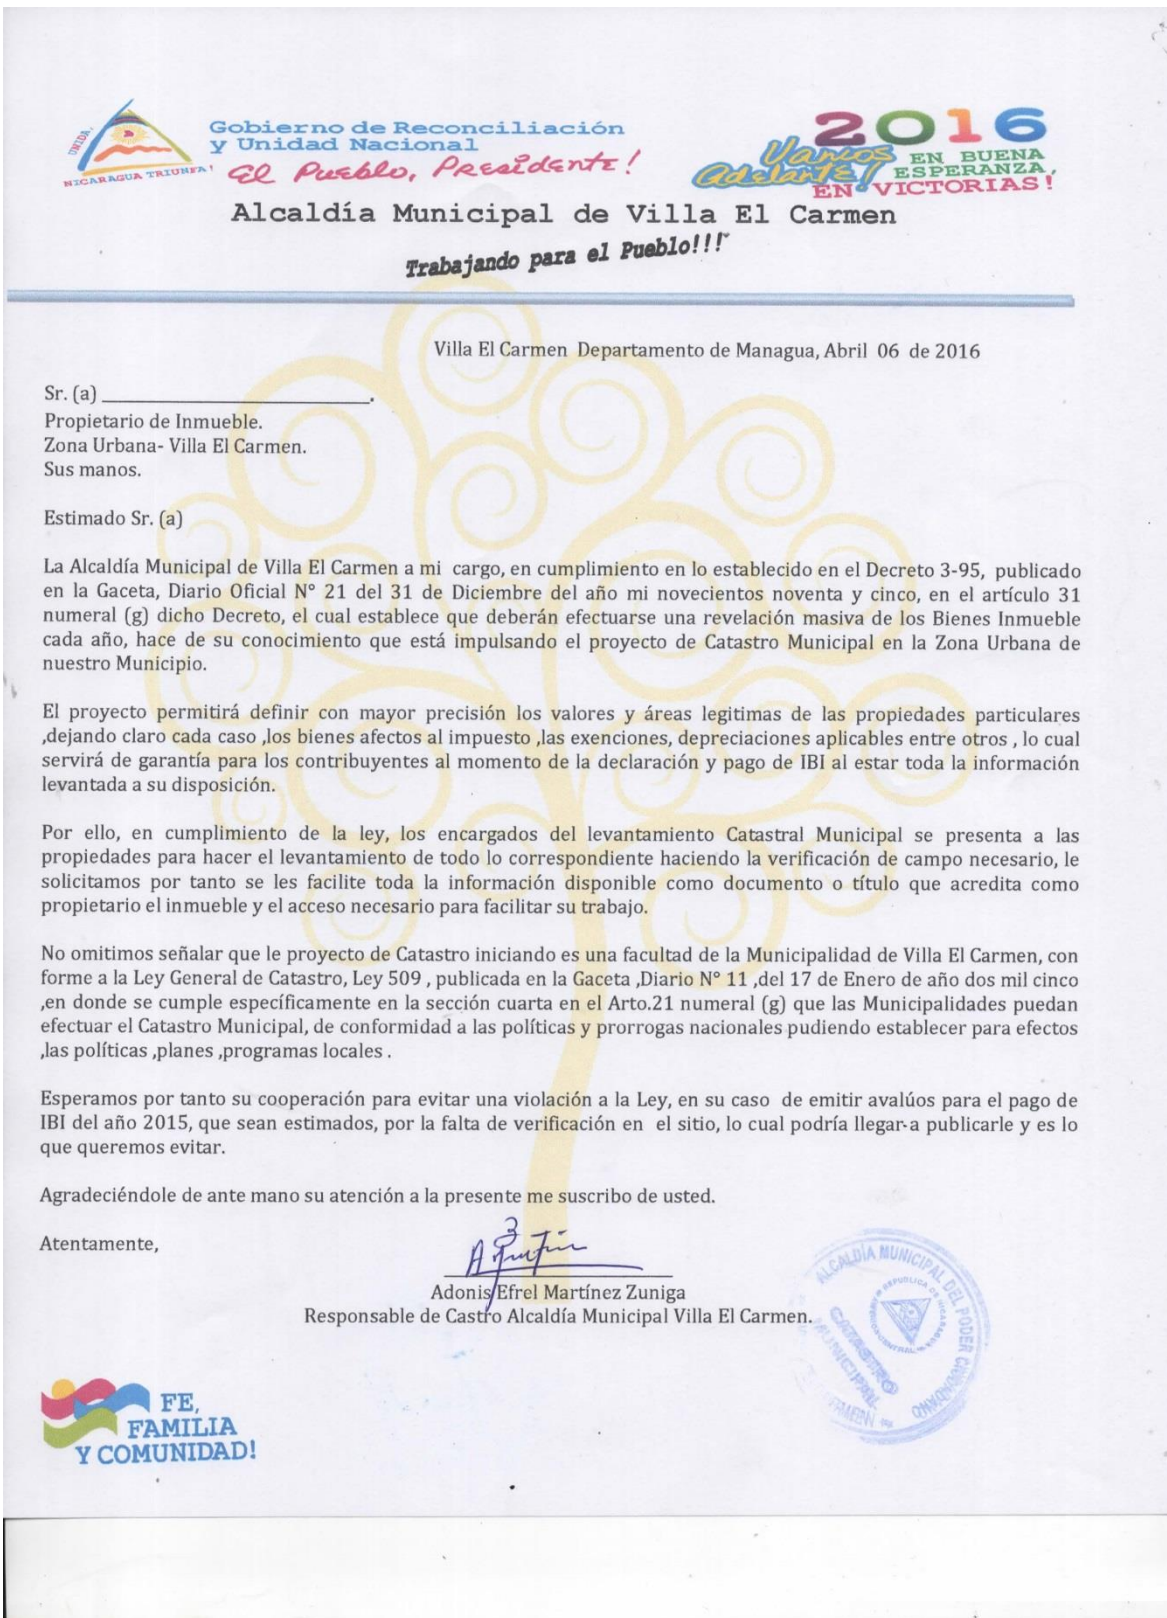 UNIDA,
NICARAGUA TRIUNFA!
Gobierno de Reconciliación
y Unidad Nacional
El Pueblo, Presidente!
2016
Vamos
Adelante!
EN BUENA
ESPERANZA,
EN VICTORIAS!
Alcaldía Municipal de Villa El Carmen
Trabajando para el Pueblo!!!
Villa El Carmen Departamento de Managua, Abril 06 de 2016
Sr. (a) ____________________________.
Propietario de Inmueble.
Zona Urbana- Villa El Carmen.
Sus manos.
Estimado Sr. (a)
La Alcaldía Municipal de Villa El Carmen a mi cargo, en cumplimiento en lo establecido en el Decreto 3-95, publicado
en la Gaceta, Diario Oficial N° 21 del 31 de Diciembre del año mi novecientos noventa y cinco, en el artículo 31
numeral (g) dicho Decreto, el cual establece que deberán efectuarse una revelación masiva de los Bienes Inmueble
cada año, hace de su conocimiento que está impulsando el proyecto de Catastro Municipal en la Zona Urbana de
nuestro Municipio.
El proyecto permitirá definir con mayor precisión los valores y áreas legitimas de las propiedades particulares
,dejando claro cada caso ,los bienes afectos al impuesto ,las exenciones, depreciaciones aplicables entre otros , lo cual
servirá de garantía para los contribuyentes al momento de la declaración y pago de IBI al estar toda la información
levantada a su disposición.
Por ello, en cumplimiento de la ley, los encargados del levantamiento Catastral Municipal se presenta a las
propiedades para hacer el levantamiento de todo lo correspondiente haciendo la verificación de campo necesario, le
solicitamos por tanto se les facilite toda la información disponible como documento o título que acredita como
propietario el inmueble y el acceso necesario para facilitar su trabajo.
No omitimos señalar que le proyecto de Catastro iniciando es una facultad de la Municipalidad de Villa El Carmen, con
forme a la Ley General de Catastro, Ley 509 , publicada en la Gaceta ,Diario N° 11 ,del 17 de Enero de año dos mil cinco
,en donde se cumple específicamente en la sección cuarta en el Arto.21 numeral (g) que las Municipalidades puedan
efectuar el Catastro Municipal, de conformidad a las políticas y prorrogas nacionales pudiendo establecer para efectos
,las políticas ,planes ,programas locales .
Esperamos por tanto su cooperación para evitar una violación a la Ley, en su caso de emitir avalúos para el pago de
IBI del año 2015, que sean estimados, por la falta de verificación en el sitio, lo cual podría llegar a publicarle y es lo
que queremos evitar.
Agradeciéndole de ante mano su atención a la presente me suscribo de usted.
Atentamente,
Adonis Efrel Martínez Zuniga
Responsable de Castro Alcaldía Municipal Villa El Carmen.
ALCALDÍA MUNICIPAL DEL PODER CIUDADANO
REPUBLICA DE NICARAGUA
CATASTRO
MUNICIPAL
FE,
FAMILIA
Y COMUNIDAD!